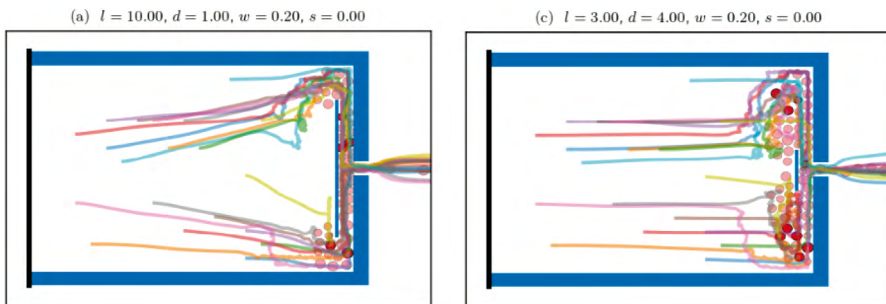 (a) l = 10.00, d = 1.00, w = 0.20, s = 0.00
(c) l = 3.00, d = 4.00, w = 0.20, s = 0.00